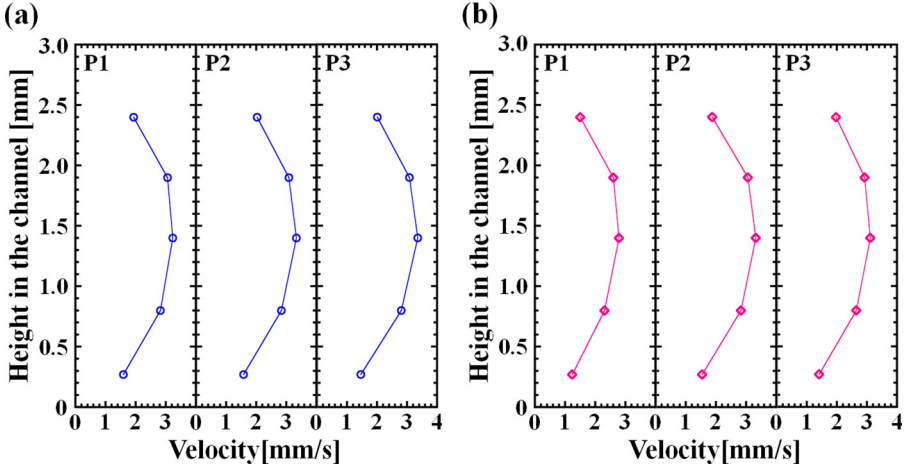 (a)
(b)
Height in the channel [mm]
3.0
2.5
2.0
1.5
1.0
0.5
0
P1
P2
P3
0 1 2 3 0 1 2 3 0 1 2 3 4
Velocity[mm/s]
Height in the channel [mm]
3.0
2.5
2.0
1.5
1.0
0.5
0
P1
P2
P3
0 1 2 3 0 1 2 3 0 1 2 3 4
Velocity[mm/s]